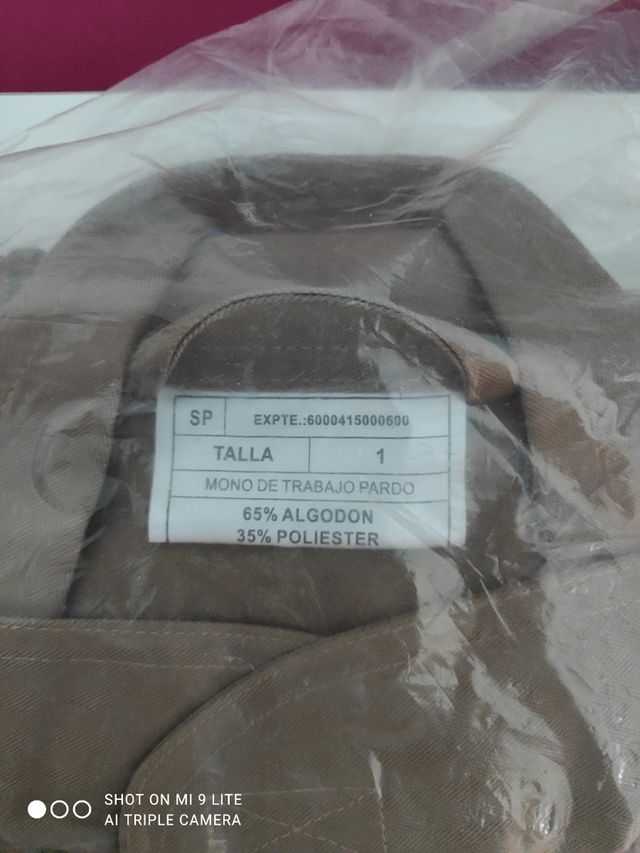 SP EXPTE.:6000415000600
TALLA 1
MONO DE TRABAJO PARDO
65% ALGODON
35% POLIESTER
SHOT ON MI 9 LITE
AI TRIPLE CAMERA